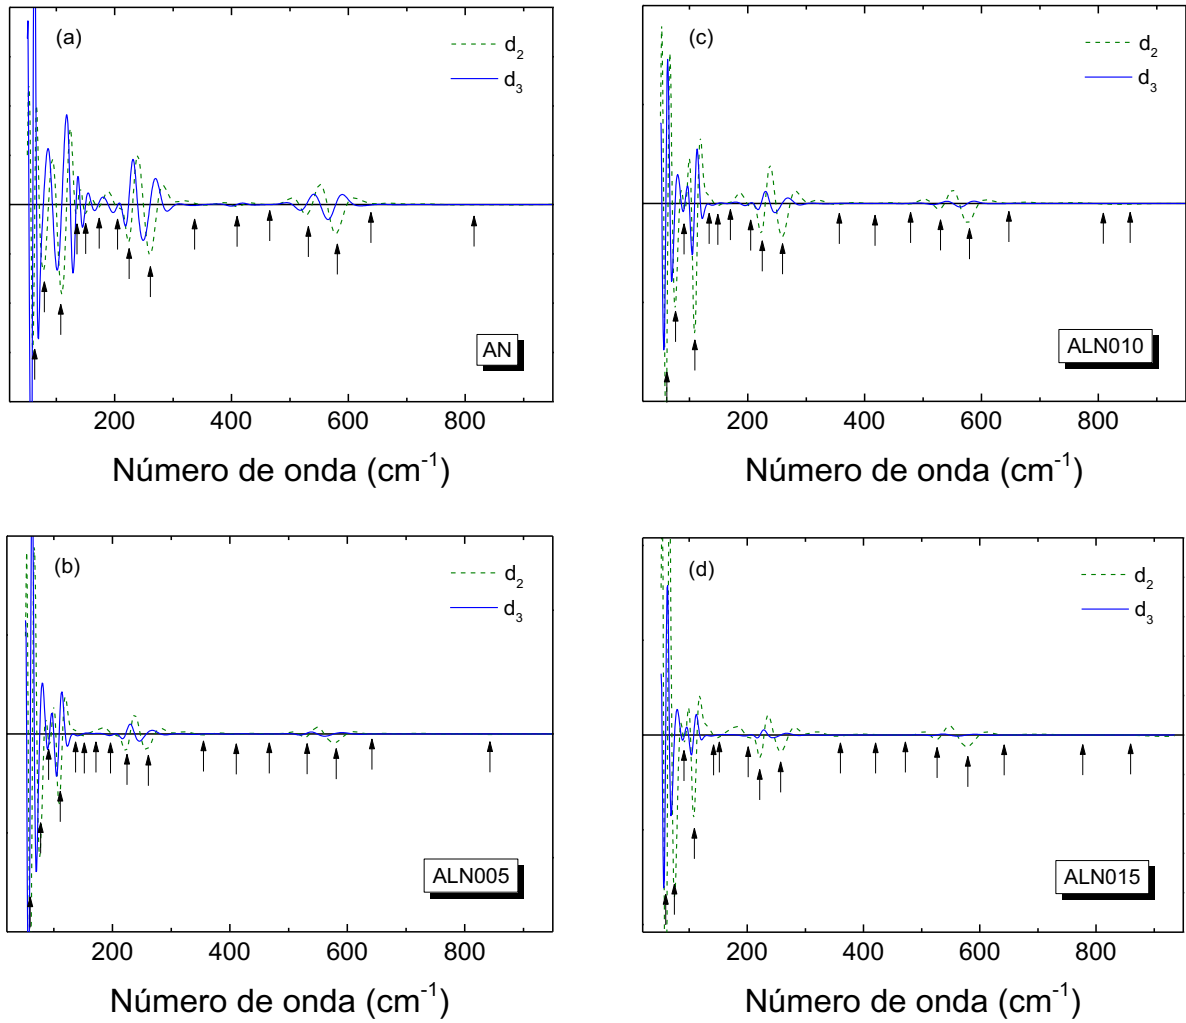 (a)
d2
d3
AN
200 400 600 800
Número de onda (cm-1)
(c)
d2
d3
ALN010
200 400 600 800
Número de onda (cm-1)
(b)
d2
d3
ALN005
200 400 600 800
Número de onda (cm-1)
(d)
d2
d3
ALN015
200 400 600 800
Número de onda (cm-1)